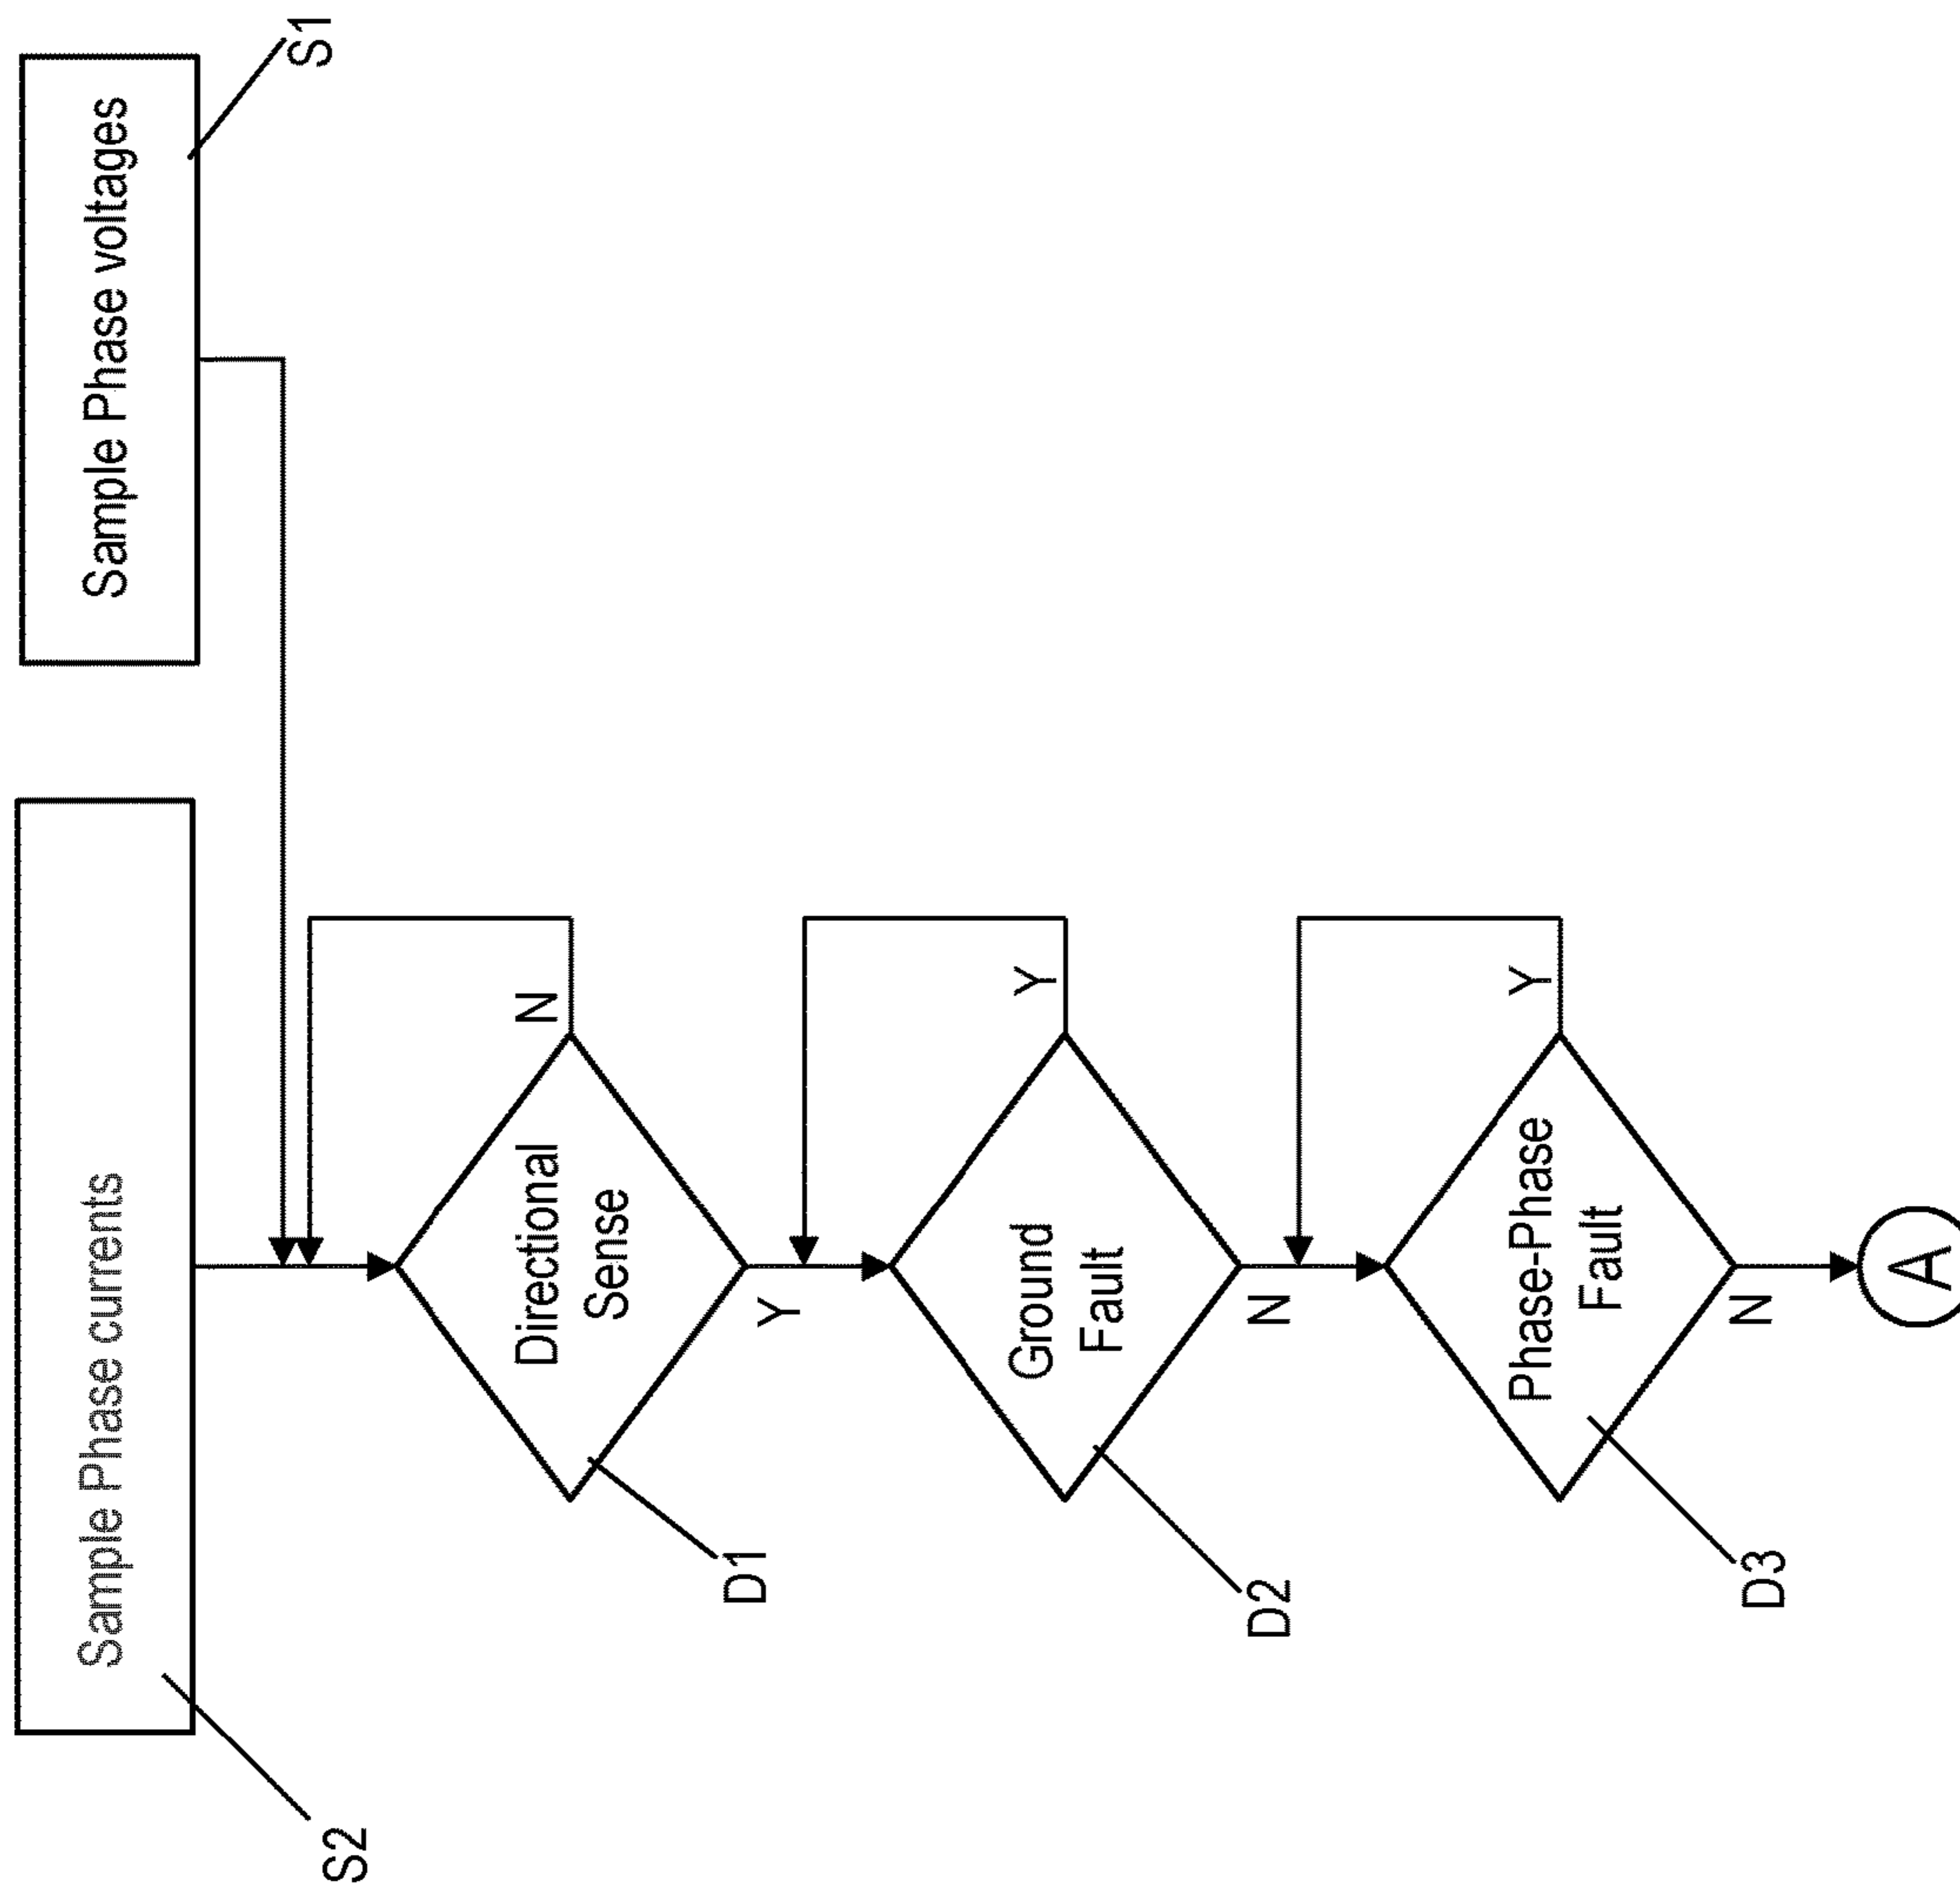 Sample Phase currents
S2
Sample Phase voltages
S1
Directional
Sense
N
Y
D1
Ground
Fault
Y
N
D2
Phase-Phase
Fault
Y
N
D3
A